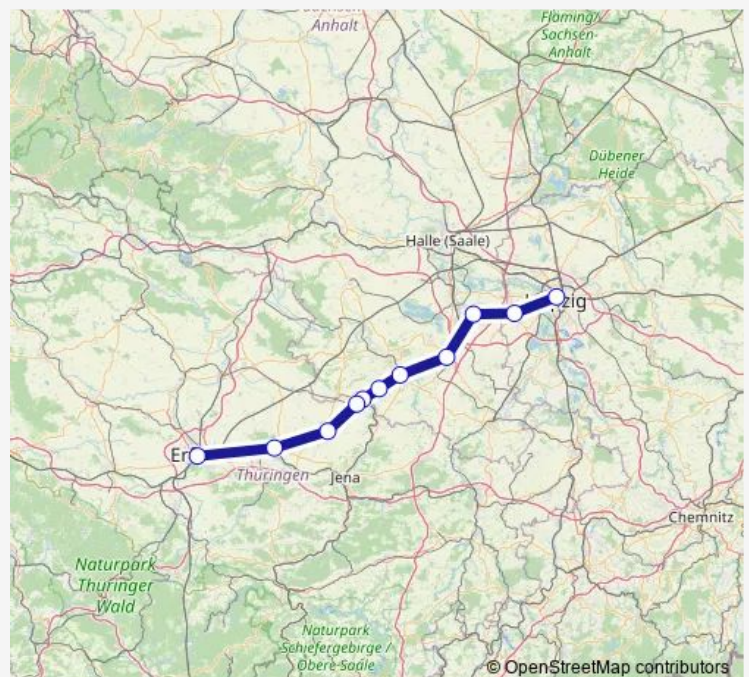 Anhalt
Fläming/
Sachsen-
Anhalt
Dübener
Heide
Halle (Saale)
Thüringen
Jena
Chemnitz
Naturpark
Thüringer
Wald
Naturpark
Schiefergebirge /
Obere Saale
© OpenStreetMap contributors